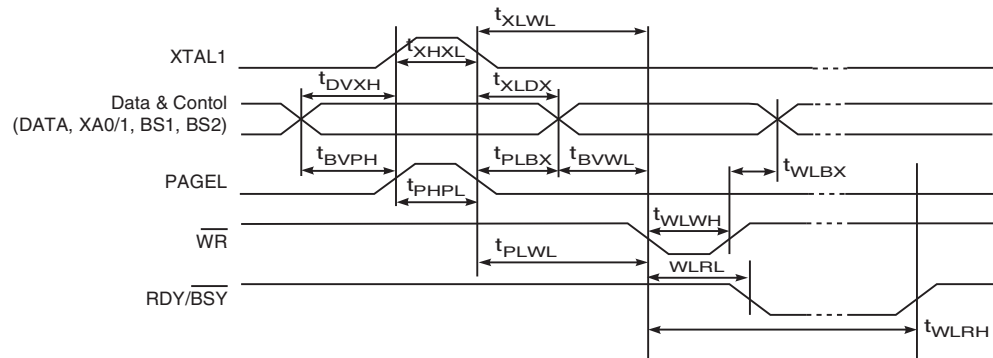 tXLWL
XTAL1
tXHXL
tDVXH
tXLDX
Data & Contol
(DATA, XA0/1, BS1, BS2)
tBVPH
tPLBX
tBVWL
tWLBX
PAGEL
tPHPL
tWLWH
WR
tPLWL
WLRL
RDY/BSY
tWLRH